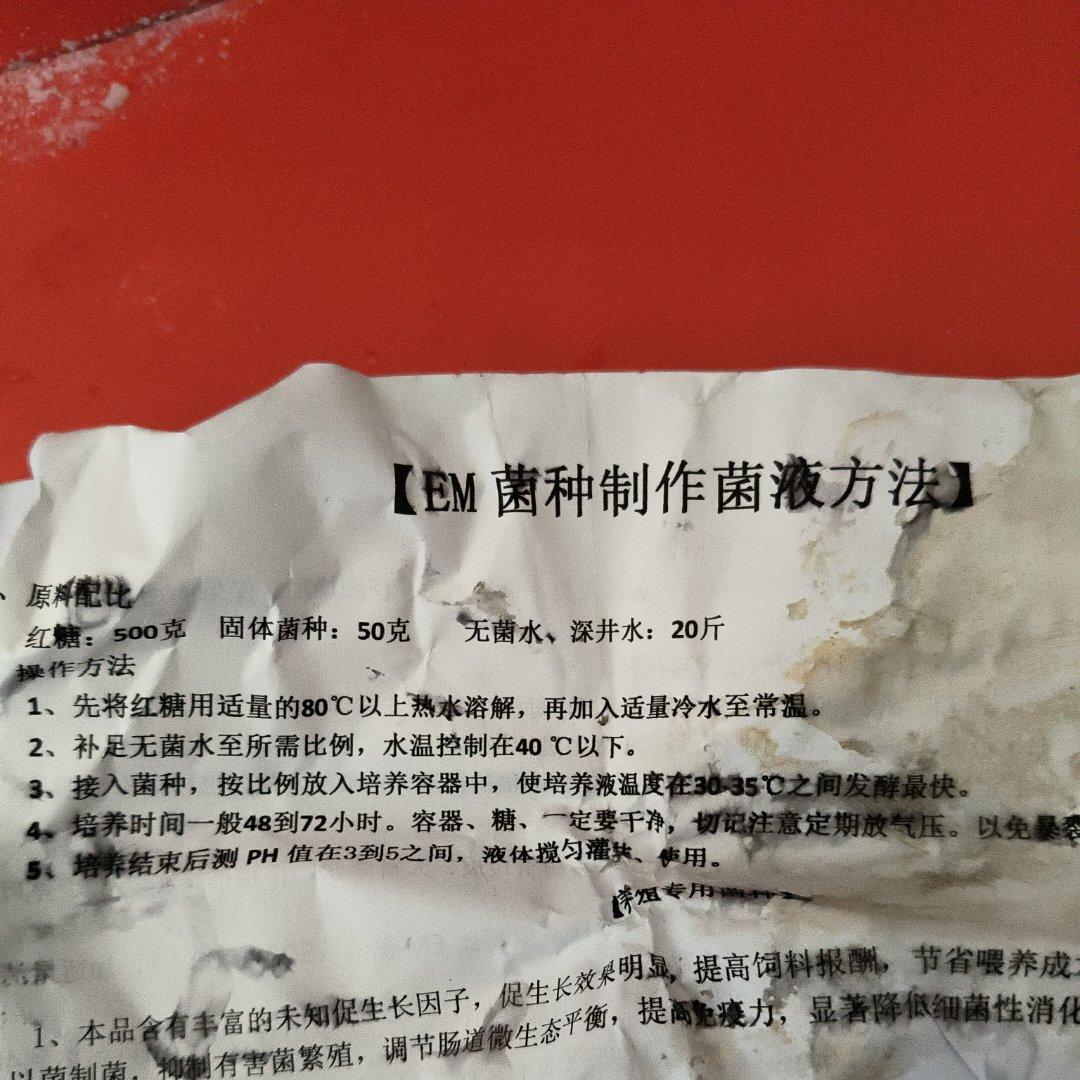 【EM 菌种制作菌液方法】
、原料配比
红糖：500克 固体菌种：50克 无菌水、深井水：20斤
操作方法
1、先将红糖用适量的80℃以上热水溶解，再加入适量冷水至常温。
2、补足无菌水至所需比例，水温控制在40 ℃以下。
3、接入菌种，按比例放入培养容器中，使培养液温度在30-35℃之间发酵最快。
4、培养时间一般48到72小时。容器、糖、一定要干净，切记注意定期放气压。以免暴裂
5、培养结束后测 PH 值在3到5之间，液体搅匀灌装、使用。
【养殖专用菌种
1、本品含有丰富的未知促生长因子，促生长效果明显，提高饲料报酬，节省喂养成
以菌制菌，抑制有害菌繁殖，调节肠道微生态平衡，提高免疫力，显著降低细菌性消化